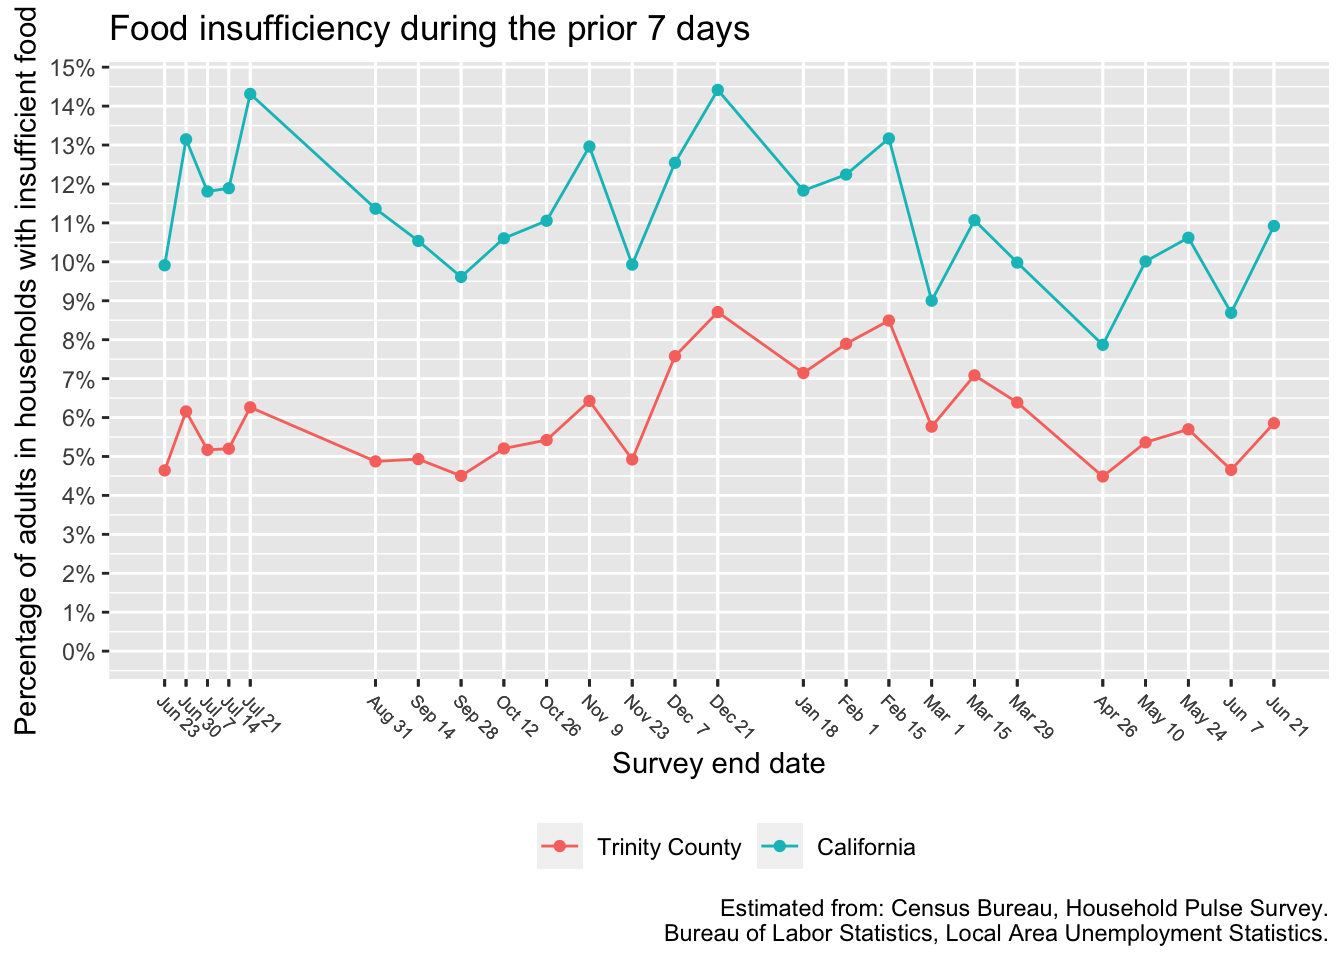 Food insufficiency during the prior 7 days
Percentage of adults in households with insufficient food
15%
14%
13%
12%
11%
10%
9%
8%
7%
6%
5%
4%
3%
2%
1%
0%
Jun 23
Jun 30
Jul 7
Jul 14
Jul 21
Aug 31
Sep 14
Sep 28
Oct 12
Oct 26
Nov 9
Nov 23
Dec 7
Dec 21
Jan 18
Feb 1
Feb 15
Mar 1
Mar 15
Mar 29
Apr 26
May 10
May 24
Jun 7
Jun 21
Survey end date
Trinity County
California
Estimated from: Census Bureau, Household Pulse Survey.
Bureau of Labor Statistics, Local Area Unemployment Statistics.